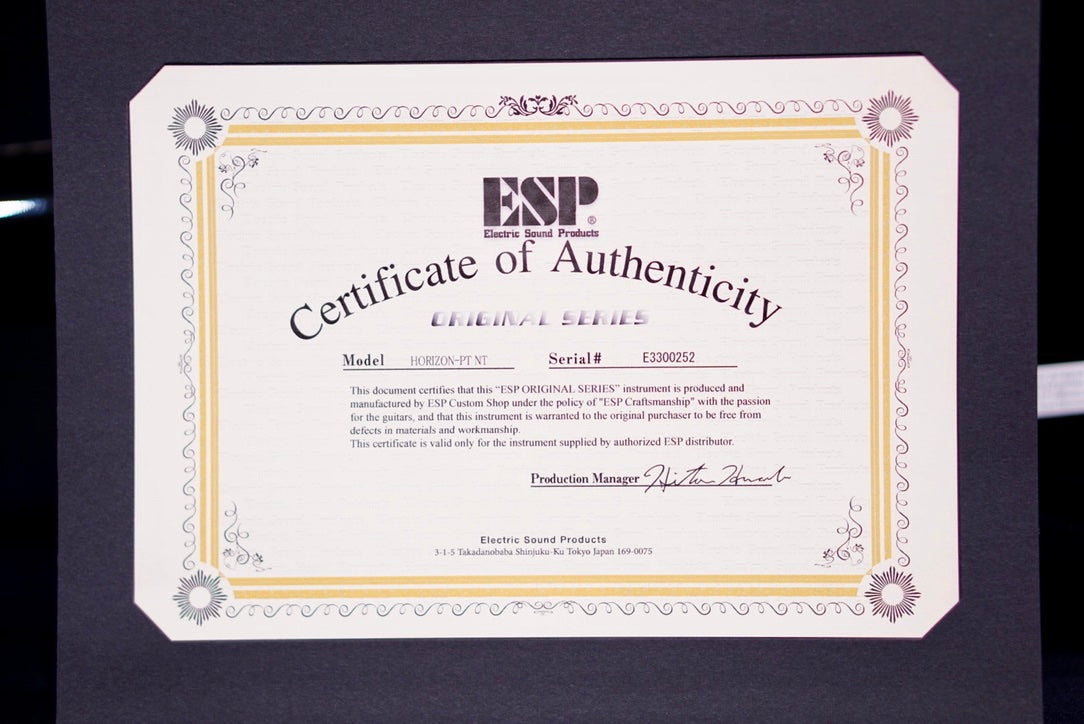 ESP®
Electric Sound Products
Certificate of Authenticity
ORIGINAL SERIES
Model HORIZON-PT NT Serial# E3300252
This document certifies that this “ESP ORIGINAL SERIES” instrument is produced and
manufactured by ESP Custom Shop under the policy of "ESP Craftsmanship" with the passion
for the guitars, and that this instrument is warranted to the original purchaser to be free from
defects in materials and workmanship.
This certificate is valid only for the instrument supplied by authorized ESP distributor.
Production Manager
Electric Sound Products
3-1-5 Takadanobaba Shinjuku-Ku Tokyo Japan 169-0075